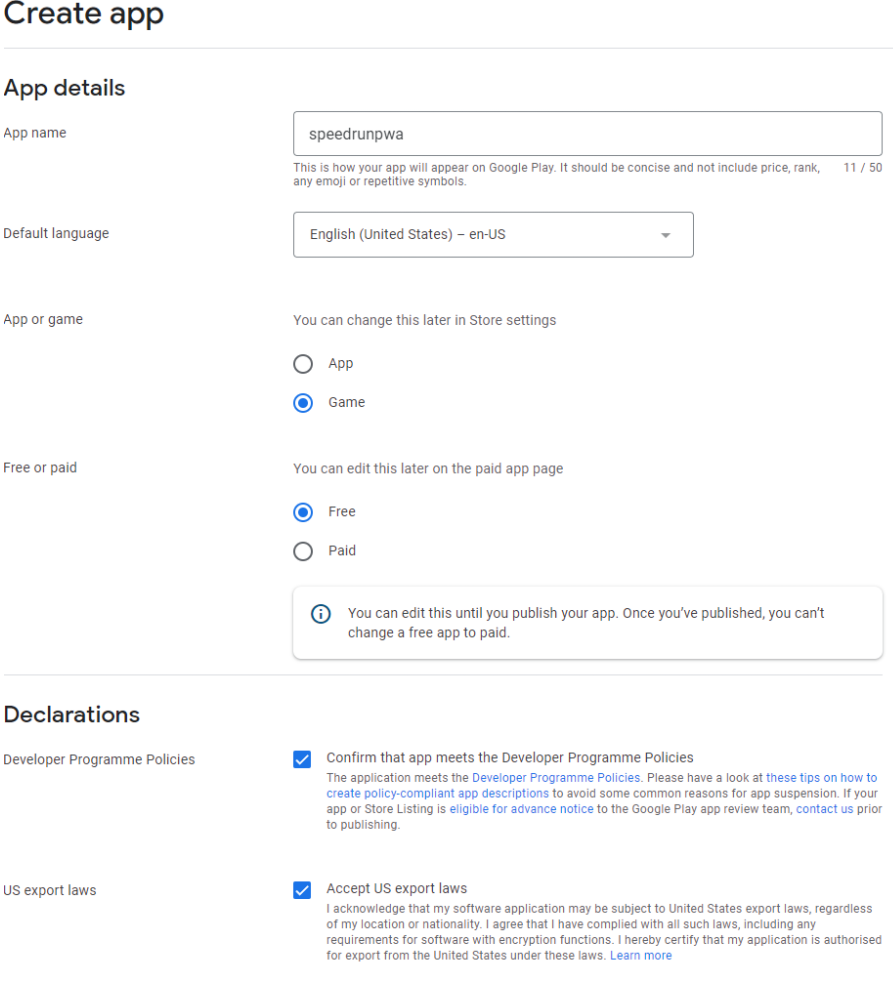 Create app
App details
App name
speedrunpwa
This is how your app will appear on Google Play. It should be concise and not include price, rank, 11 / 50
any emoji or repetitive symbols.
Default language
English (United States) – en-US
App or game
You can change this later in Store settings
App
Game
Free or paid
You can edit this later on the paid app page
Free
Paid
You can edit this until you publish your app. Once you've published, you can't
change a free app to paid.
Declarations
Developer Programme Policies
Confirm that app meets the Developer Programme Policies
The application meets the Developer Programme Policies. Please have a look at these tips on how to
create policy-compliant app descriptions to avoid some common reasons for app suspension. If your
app or Store Listing is eligible for advance notice to the Google Play app review team, contact us prior
to publishing.
US export laws
Accept US export laws
I acknowledge that my software application may be subject to United States export laws, regardless
of my location or nationality. I agree that I have complied with all such laws, including any
requirements for software with encryption functions. I hereby certify that my application is authorised
for export from the United States under these laws. Learn more